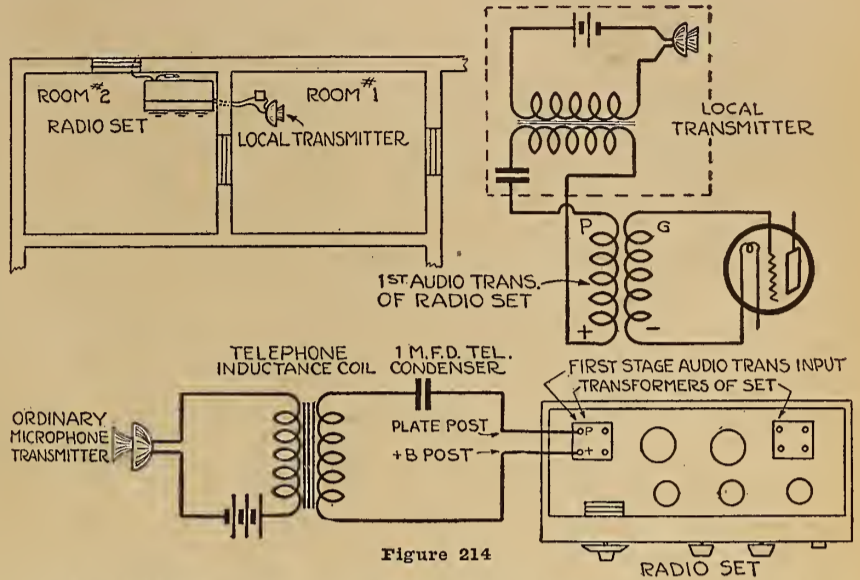 ROOM #2
RADIO SET
ROOM #1
LOCAL TRANSMITTER
LOCAL
TRANSMITTER
P
G
1ST. AUDIO TRANS.
OF RADIO SET
+
-
TELEPHONE
INDUCTANCE COIL
1 M.F.D. TEL.
CONDENSER
FIRST STAGE AUDIO TRANS INPUT
TRANSFORMERS OF SET
ORDINARY
MICROPHONE
TRANSMITTER
PLATE POST
+B POST
P
+
Figure 214
RADIO SET